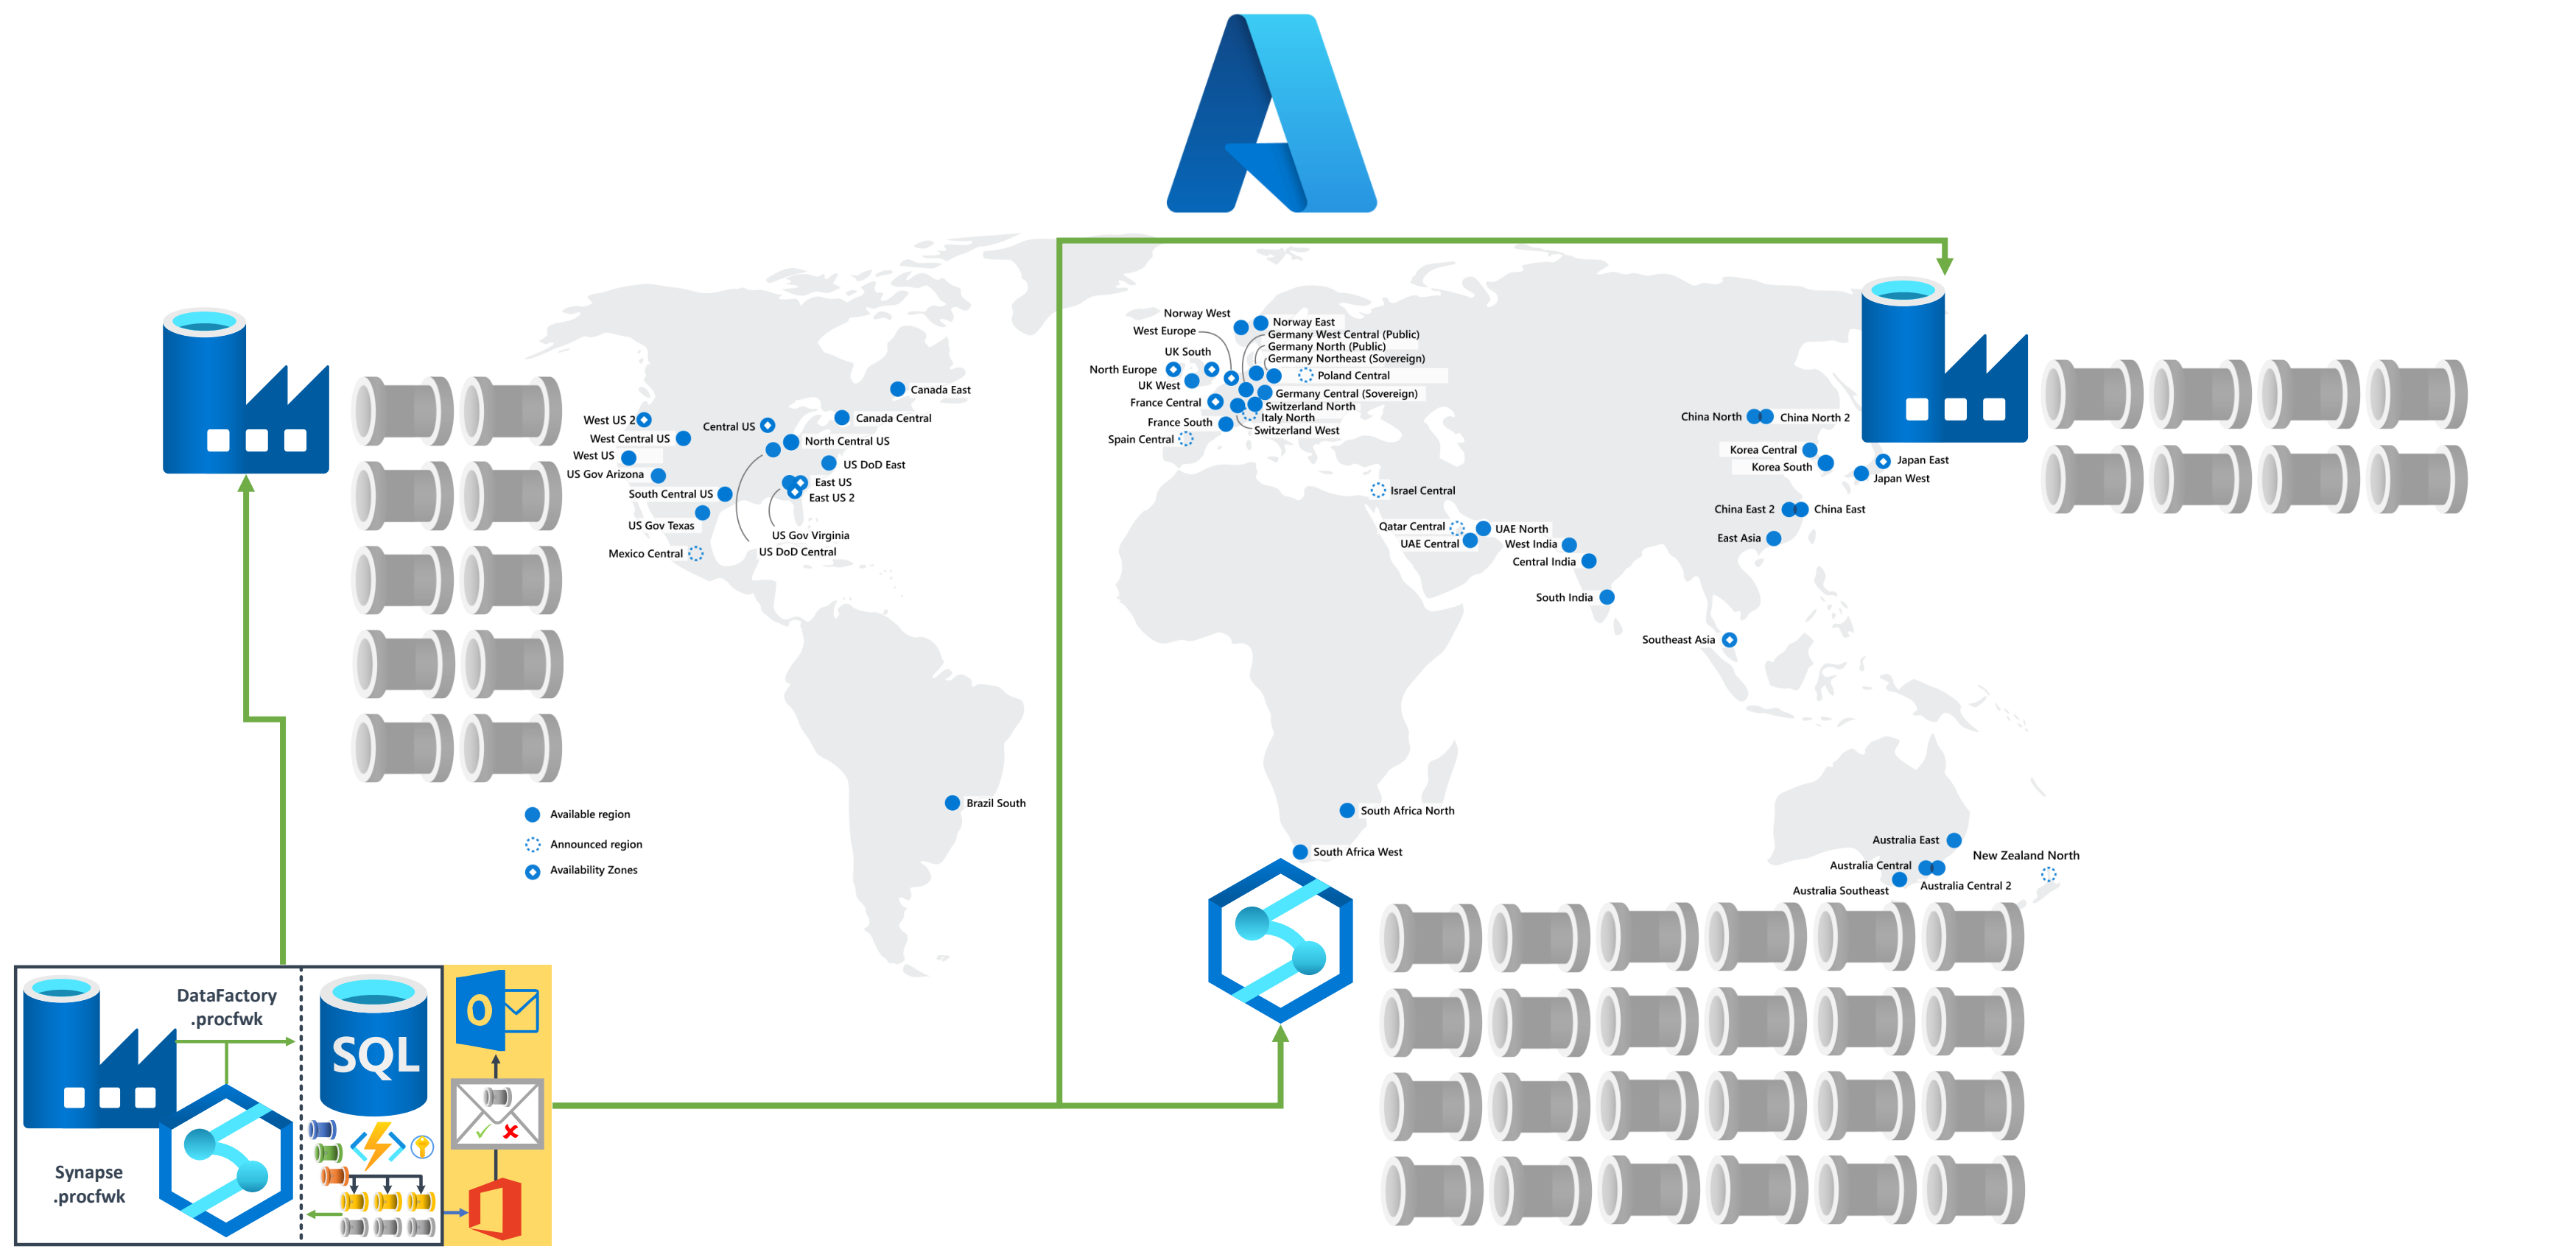 Norway West
Norway East
West Europe
Germany West Central (Public)
Germany North (Public)
UK South
Germany Northeast (Sovereign)
North Europe
Poland Central
UK West
Germany Central (Sovereign)
France Central
Switzerland North
Italy North
France South
Switzerland West
Spain Central
Canada East
Canada Central
West US 2
Central US
West Central US
North Central US
West US
US DoD East
US Gov Arizona
East US
South Central US
East US 2
US Gov Texas
US Gov Virginia
Mexico Central
US DoD Central
China North
China North 2
Korea Central
Korea South
Japan East
Japan West
Israel Central
China East 2
China East
Qatar Central
UAE North
East Asia
UAE Central
West India
Central India
South India
Southeast Asia
Brazil South
South Africa North
South Africa West
Australia East
Australia Central
New Zealand North
Australia Southeast
Australia Central 2
Available region
Announced region
Availability Zones
DataFactory
.procfwk
SQL
O
Synapse
.procfwk